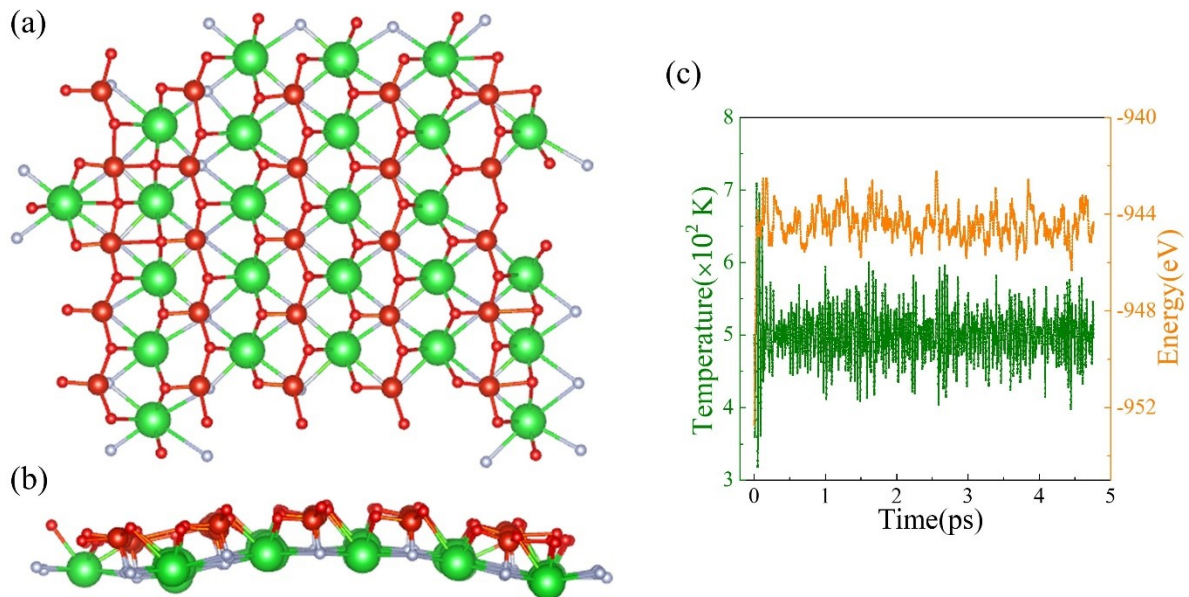 (a)
(b)
(c)
Temperature(×10² K)
8
7
6
5
4
3
0
1
2
3
4
5
Time(ps)
-940
-944
-948
-952
Energy(eV)